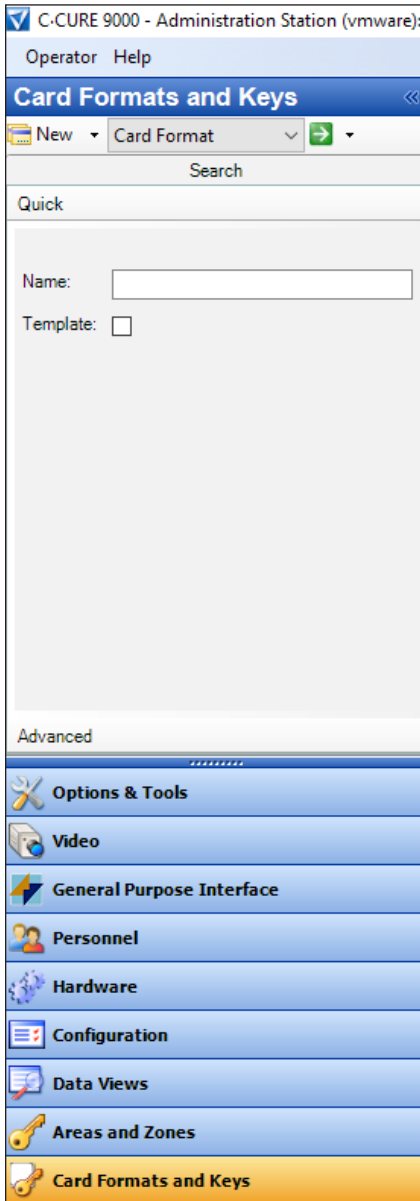 C•CURE 9000 - Administration Station (vmware):
Operator Help
Card Formats and Keys
New Card Format
Search
Quick
Name:
Template:
Advanced
Options & Tools
Video
General Purpose Interface
Personnel
Hardware
Configuration
Data Views
Areas and Zones
Card Formats and Keys